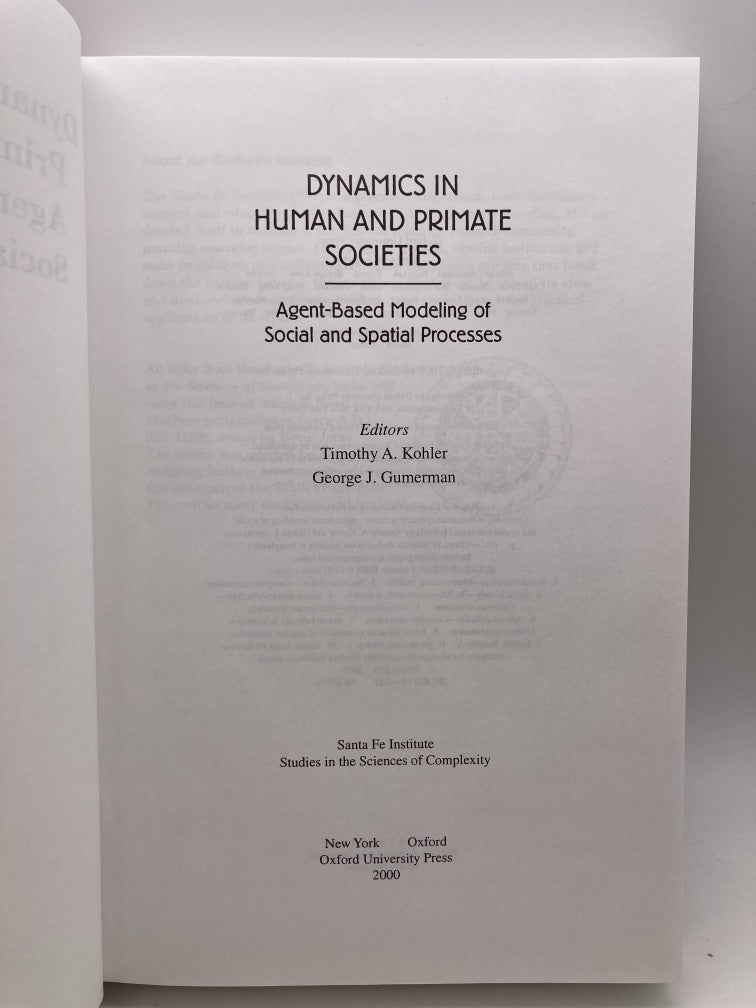 DYNAMICS IN
HUMAN AND PRIMATE
SOCIETIES
Agent-Based Modeling of
Social and Spatial Processes
Editors
Timothy A. Kohler
George J. Gumerman
Santa Fe Institute
Studies in the Sciences of Complexity
New York Oxford
Oxford University Press
2000